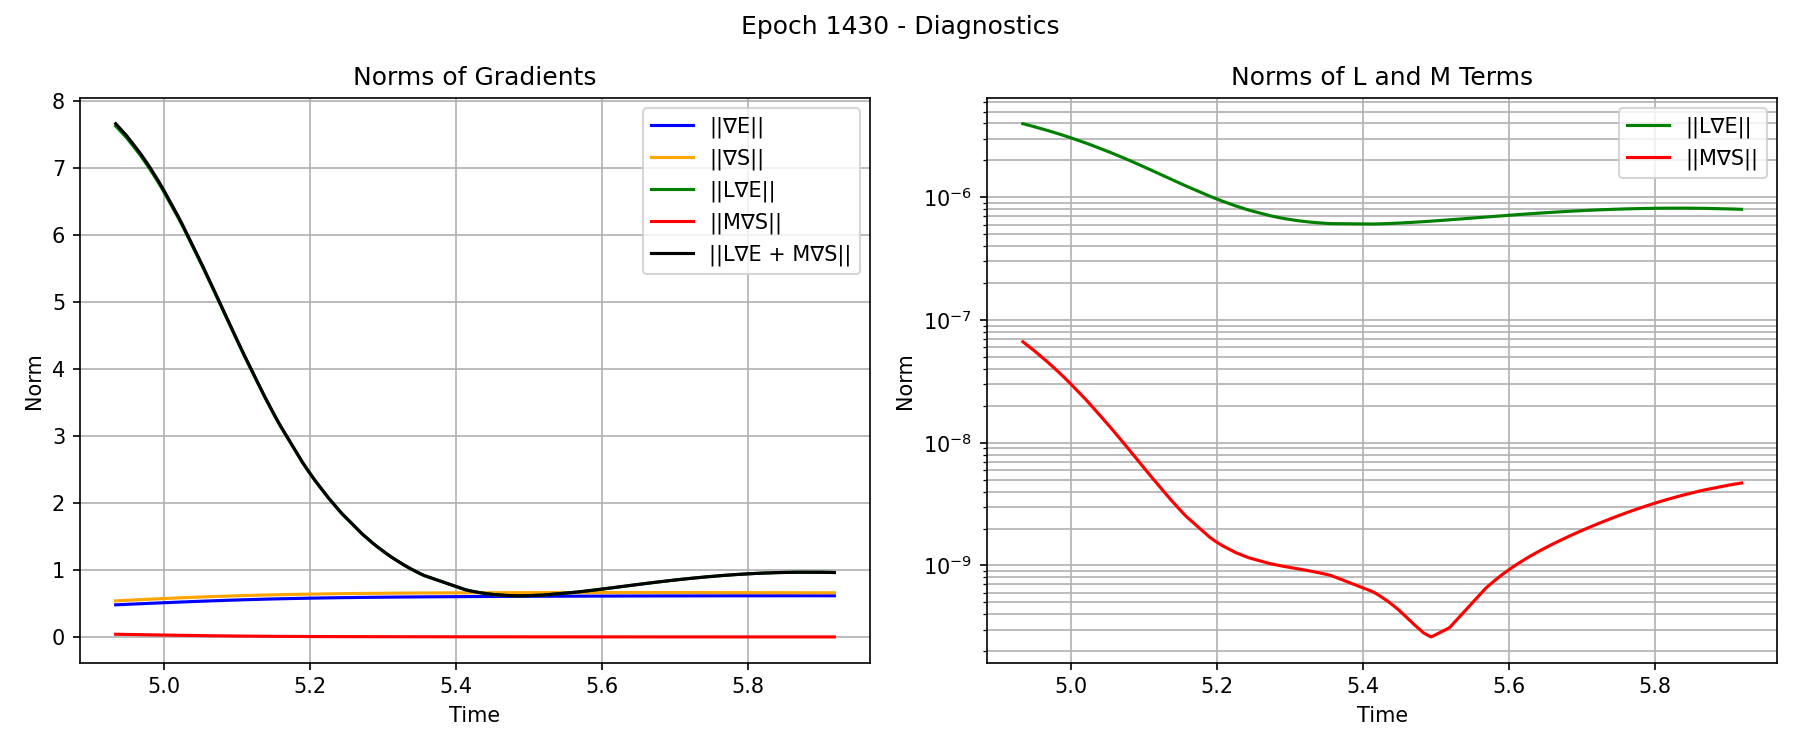 Epoch 1430 - Diagnostics
Norms of Gradients
8
7
6
5
4
3
2
1
0
Norm
5.0
5.2
5.4
5.6
5.8
Time
||∇E||
||∇S||
||L∇E||
||M∇S||
||L∇E + M∇S||
Norms of L and M Terms
10⁻⁶
10⁻⁷
10⁻⁸
10⁻⁹
Norm
5.0
5.2
5.4
5.6
5.8
Time
||L∇E||
||M∇S||